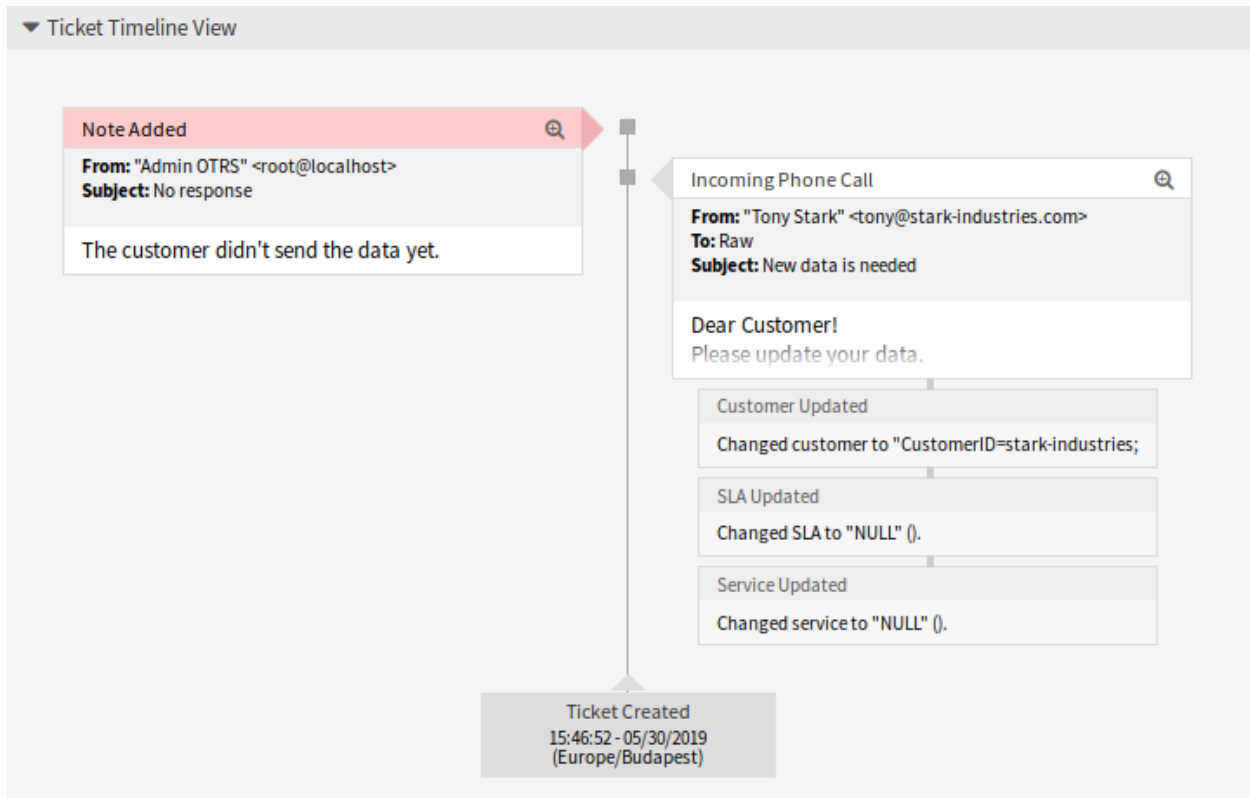 Ticket Timeline View
Note Added
From: "Admin OTRS" <root@localhost>
Subject: No response
The customer didn't send the data yet.
Incoming Phone Call
From: "Tony Stark" <tony@stark-industries.com>
To: Raw
Subject: New data is needed
Dear Customer!
Please update your data.
Customer Updated
Changed customer to "CustomerID=stark-industries;
SLA Updated
Changed SLA to "NULL" ().
Service Updated
Changed service to "NULL" ().
Ticket Created
15:46:52 - 05/30/2019
(Europe/Budapest)